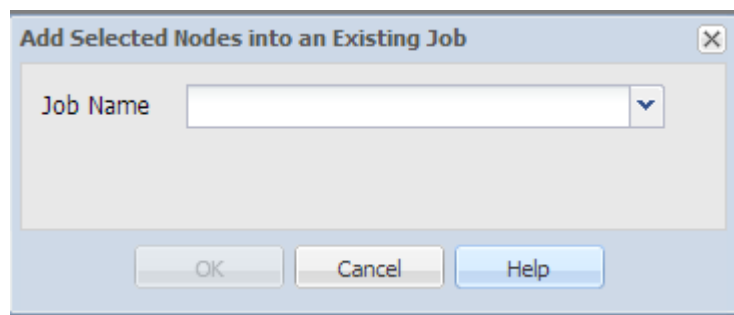 Add Selected Nodes into an Existing Job
Job Name
OK Cancel Help